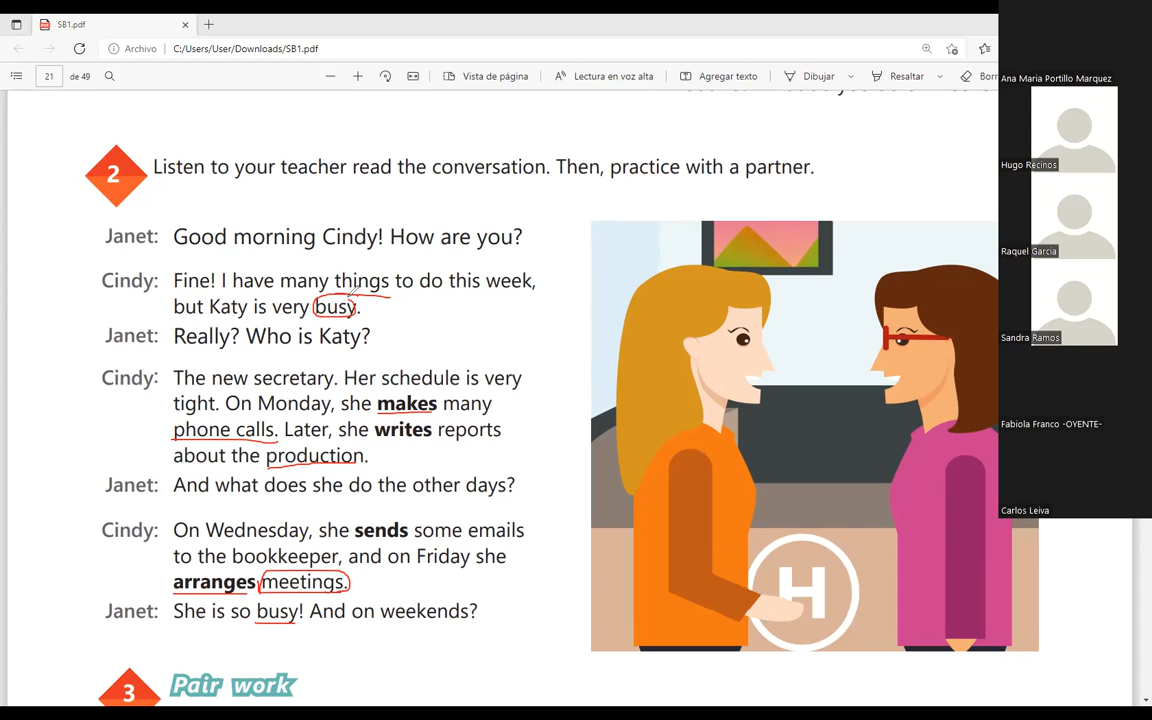 SB1.pdf
Archivo C:/Users/User/Downloads/SB1.pdf
21 de 49 Vista de página Lectura en voz alta Agregar texto Dibujar Resaltar Borr
Ana Maria Portillo Marquez
Hugo Recinos
Raquel Garcia
Sandra Ramos
Fabiola Franco -OYENTE-
Carlos Leiva
2 Listen to your teacher read the conversation. Then, practice with a partner.
Janet: Good morning Cindy! How are you?
Cindy: Fine! I have many things to do this week,
but Katy is very busy.
Janet: Really? Who is Katy?
Cindy: The new secretary. Her schedule is very
tight. On Monday, she makes many
phone calls. Later, she writes reports
about the production.
Janet: And what does she do the other days?
Cindy: On Wednesday, she sends some emails
to the bookkeeper, and on Friday she
arranges meetings.
Janet: She is so busy! And on weekends?
H
3 Pair work